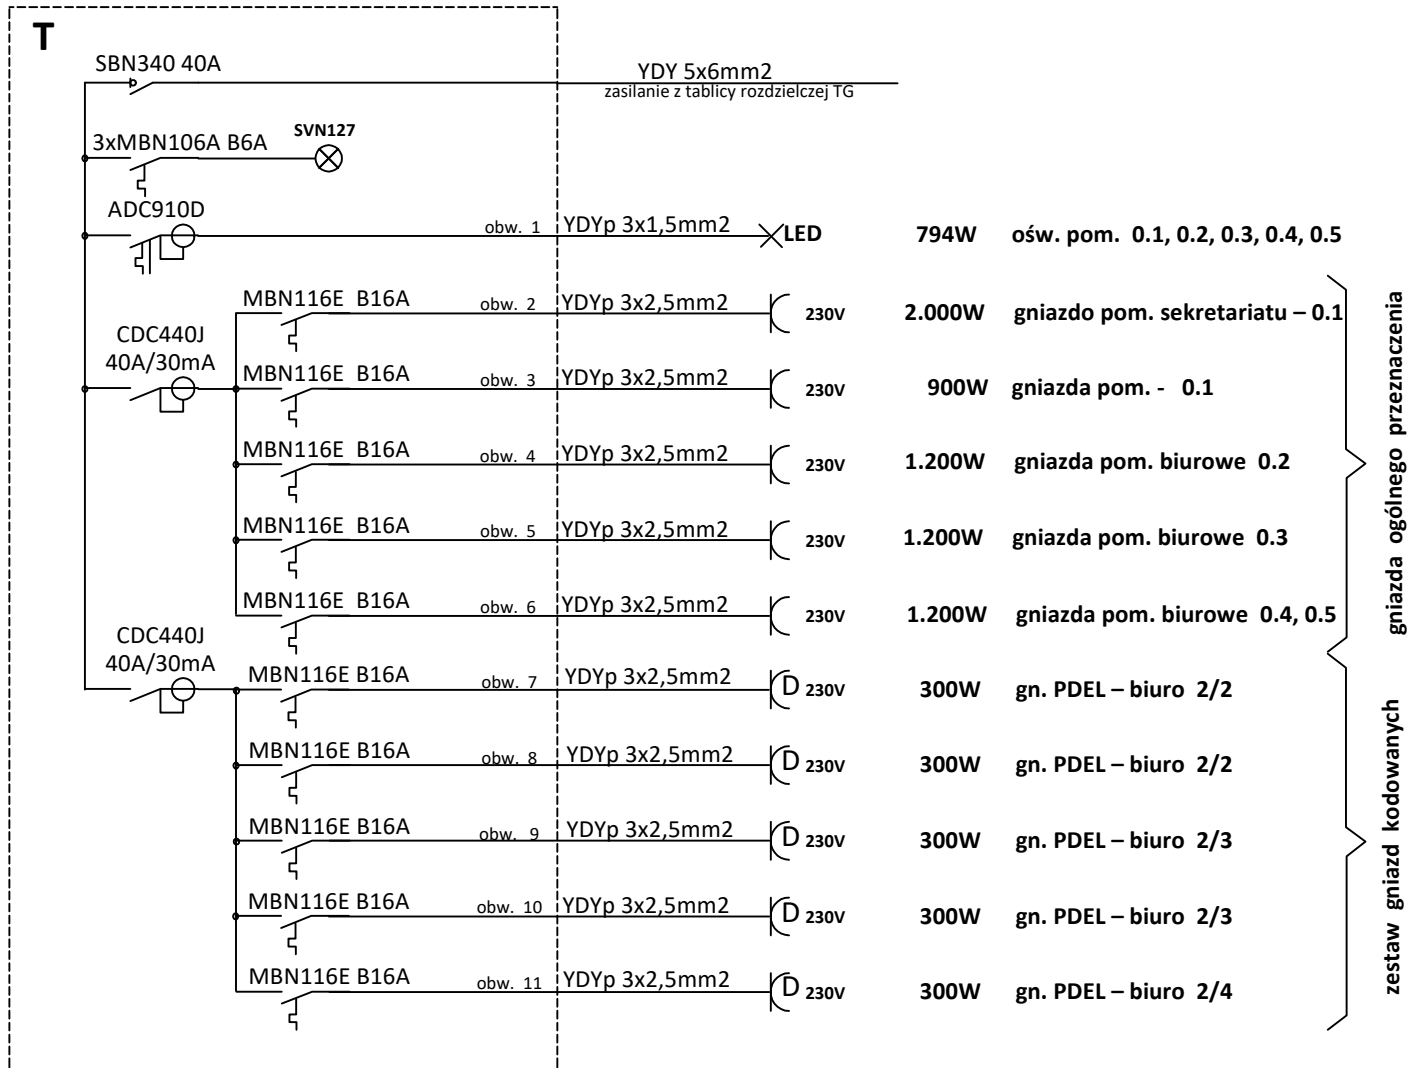 T
SBN340 40A
YDY 5x6mm2
zasilanie z tablicy rozdzielczej TG
3xMBN106A B6A
SVN127
ADC910D
obw. 1 YDYp 3x1,5mm2 LED 794W ośw. pom. 0.1, 0.2, 0.3, 0.4, 0.5
CDC440J
40A/30mA
MBN116E B16A obw. 2 YDYp 3x2,5mm2 230V 2.000W gniazdo pom. sekretariatu – 0.1
MBN116E B16A obw. 3 YDYp 3x2,5mm2 230V 900W gniazda pom. - 0.1
MBN116E B16A obw. 4 YDYp 3x2,5mm2 230V 1.200W gniazda pom. biurowe 0.2
MBN116E B16A obw. 5 YDYp 3x2,5mm2 230V 1.200W gniazda pom. biurowe 0.3
MBN116E B16A obw. 6 YDYp 3x2,5mm2 230V 1.200W gniazda pom. biurowe 0.4, 0.5
gniazda ogólnego przeznaczenia
CDC440J
40A/30mA
MBN116E B16A obw. 7 YDYp 3x2,5mm2 D 230V 300W gn. PDEL – biuro 2/2
MBN116E B16A obw. 8 YDYp 3x2,5mm2 D 230V 300W gn. PDEL – biuro 2/2
MBN116E B16A obw. 9 YDYp 3x2,5mm2 D 230V 300W gn. PDEL – biuro 2/3
MBN116E B16A obw. 10 YDYp 3x2,5mm2 D 230V 300W gn. PDEL – biuro 2/3
MBN116E B16A obw. 11 YDYp 3x2,5mm2 D 230V 300W gn. PDEL – biuro 2/4
zestaw gniazd kodowanych